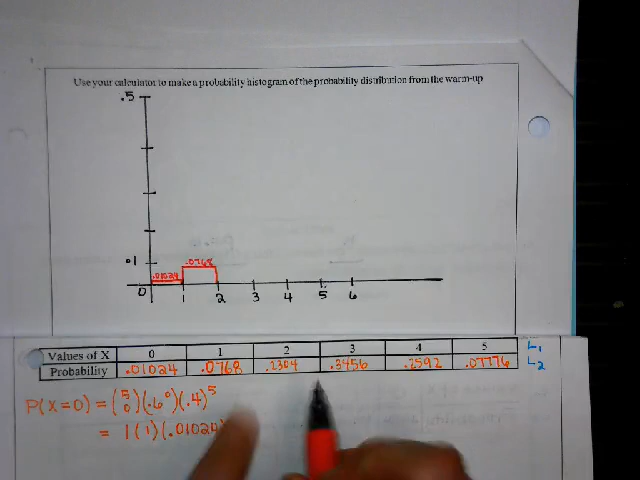 Use your calculator to make a probability histogram of the probability distribution from the warm-up
.5
.1
.01024 .0768
0 1 2 3 4 5 6
Values of X 0 1 2 3 4 5 L₁
Probability .01024 .0768 .2304 .3456 .2592 .07776 L₂
P(X=0) = (5 0)(.6⁰)(.4)⁵
= 1(1)(.01024)